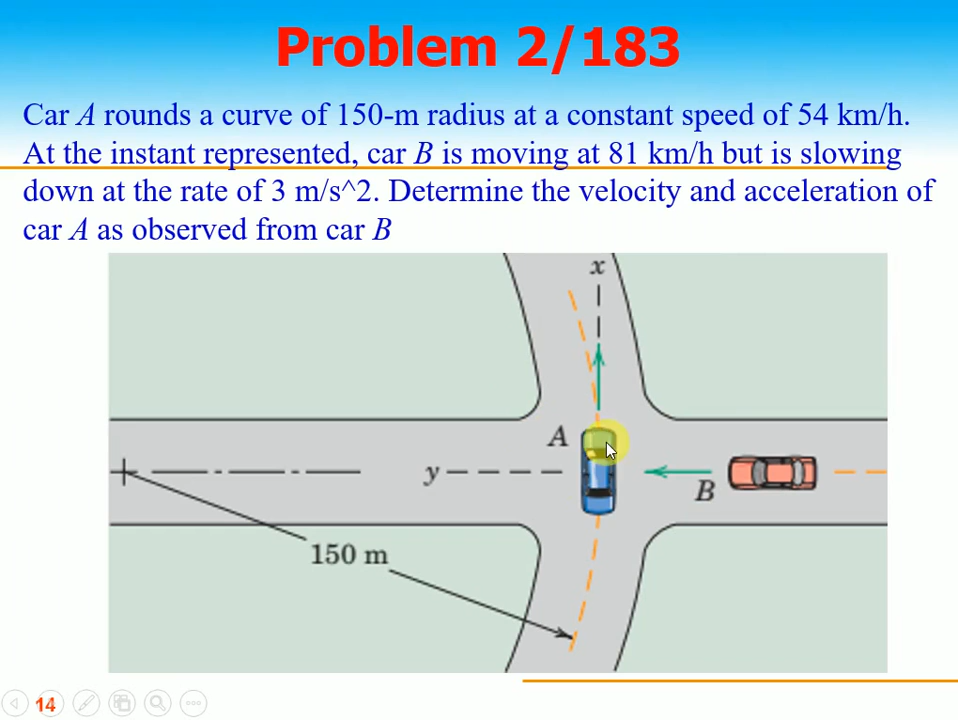 Problem 2/183
Car A rounds a curve of 150-m radius at a constant speed of 54 km/h.
At the instant represented, car B is moving at 81 km/h but is slowing
down at the rate of 3 m/s^2. Determine the velocity and acceleration of
car A as observed from car B
x
A
y
B
150 m
14